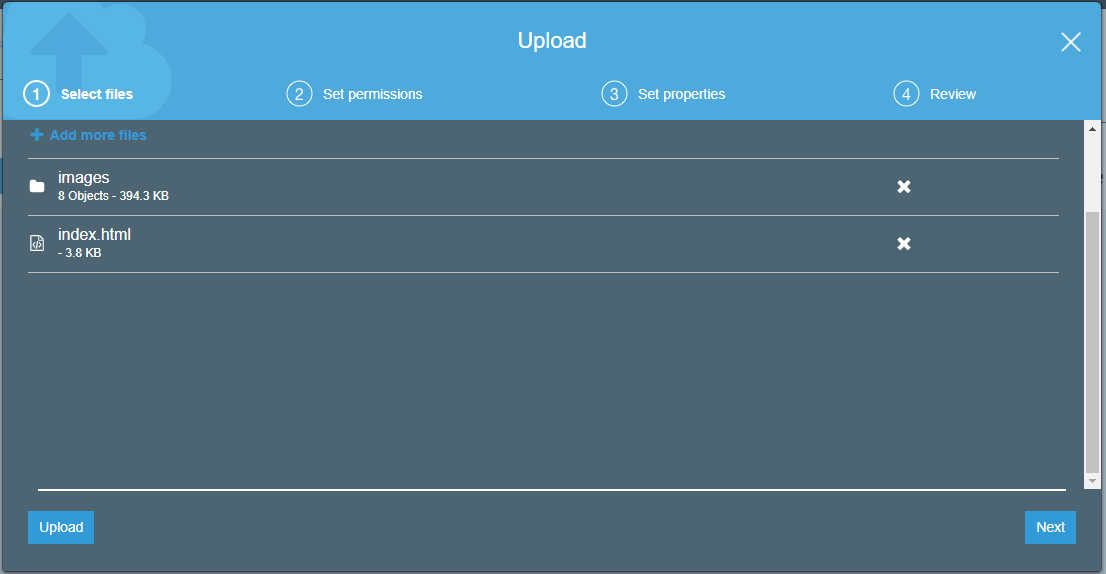 Upload
1 Select files
2 Set permissions
3 Set properties
4 Review
Add more files
images
8 Objects - 394.3 KB
index.html
- 3.8 KB
Upload
Next